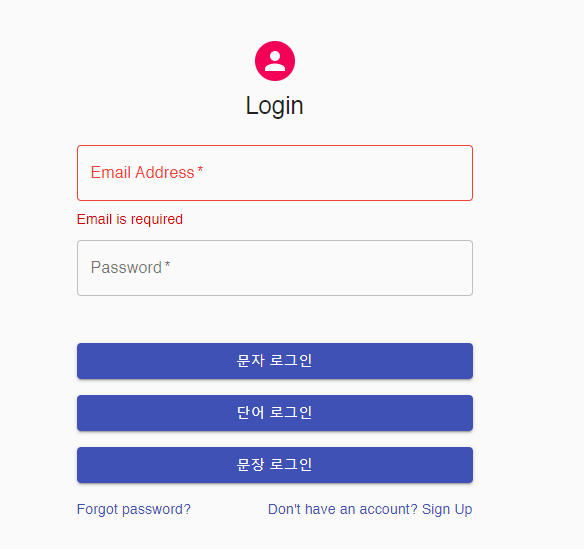 Login
Email Address *
Email is required
Password *
문자 로그인
단어 로그인
문장 로그인
Forgot password? Don't have an account? Sign Up